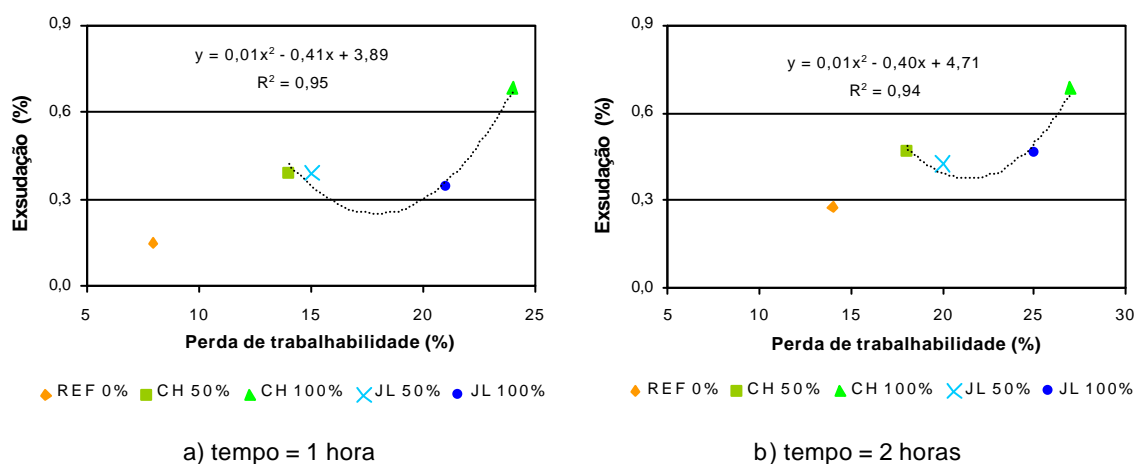 0,9
y = 0,01x² - 0,41x + 3,89
R² = 0,95
0,6
0,3
0,0
Exsudação (%)
5 10 15 20 25
Perda de trabalhabilidade (%)
REF 0% CH 50% CH 100% JL 50% JL 100%
a) tempo = 1 hora
0,9
y = 0,01x² - 0,40x + 4,71
R² = 0,94
0,6
0,3
0,0
Exsudação (%)
5 10 15 20 25 30
Perda de trabalhabilidade (%)
REF 0% CH 50% CH 100% JL 50% JL 100%
b) tempo = 2 horas